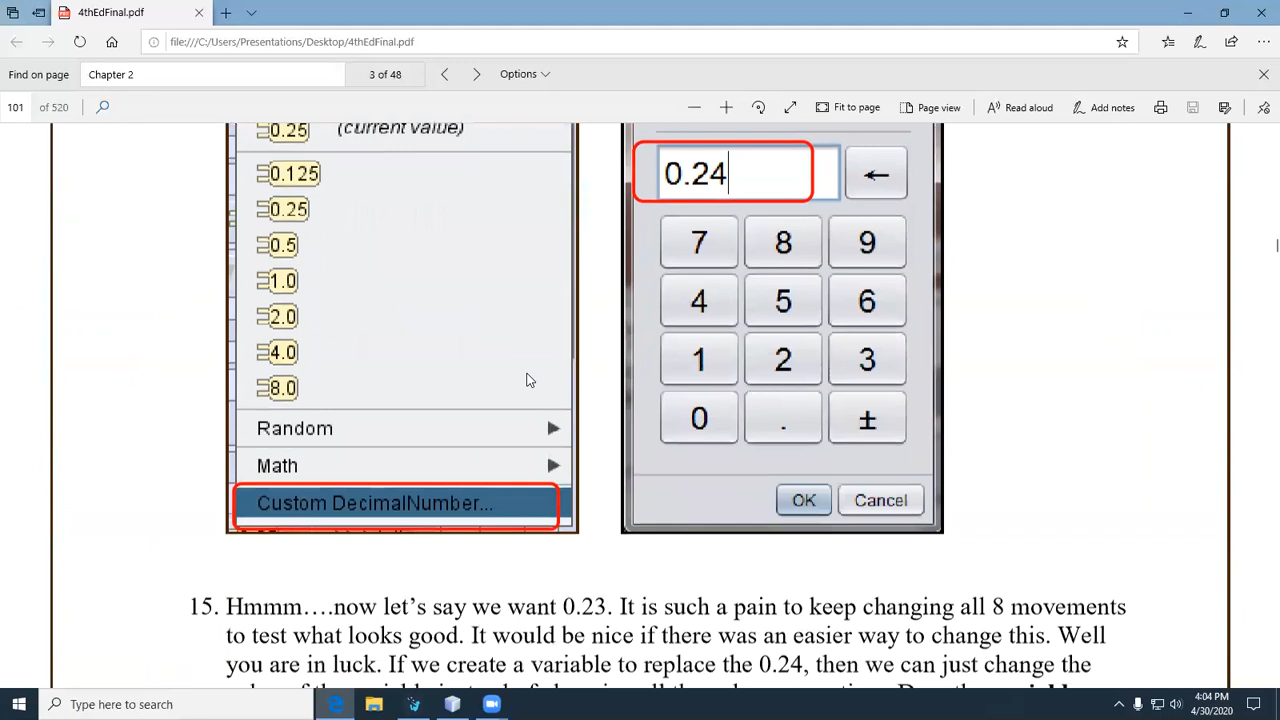 4thEdFinal.pdf
file:///C:/Users/Presentations/Desktop/4thEdFinal.pdf
Find on page
Chapter 2
3 of 48
Options
101
of 520
Fit to page
Page view
Read aloud
Add notes
0.25 (current value)
0.125
0.25
0.5
1.0
2.0
4.0
8.0
Random
Math
Custom DecimalNumber...
0.24
←
7 8 9
4 5 6
1 2 3
0 . ±
OK Cancel
15. Hmmm….now let's say we want 0.23. It is such a pain to keep changing all 8 movements
to test what looks good. It would be nice if there was an easier way to change this. Well
you are in luck. If we create a variable to replace the 0.24, then we can just change the
Type here to search
4:04 PM
4/30/2020